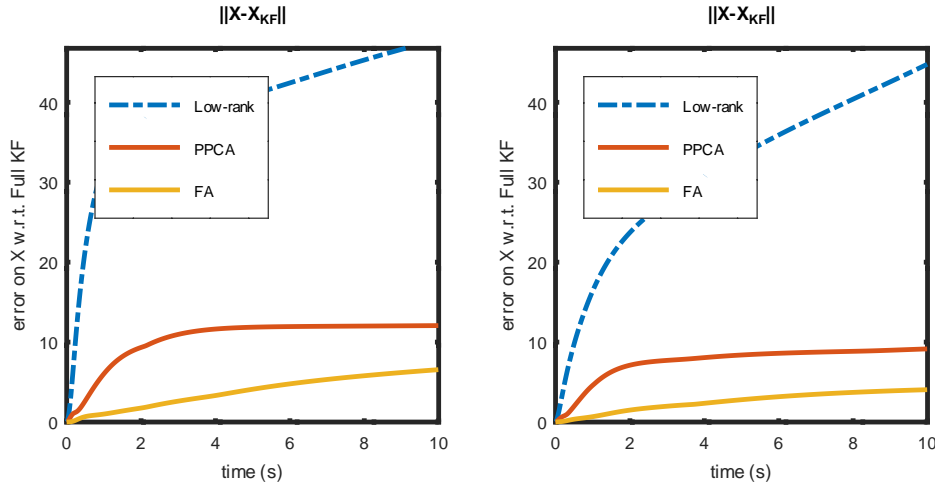 ||X-X_KF||
error on X w.r.t. Full KF
40
30
20
10
0
Low-rank
PPCA
FA
0 2 4 6 8 10
time (s)
||X-X_KF||
error on X w.r.t. Full KF
40
30
20
10
0
Low-rank
PPCA
FA
0 2 4 6 8 10
time (s)